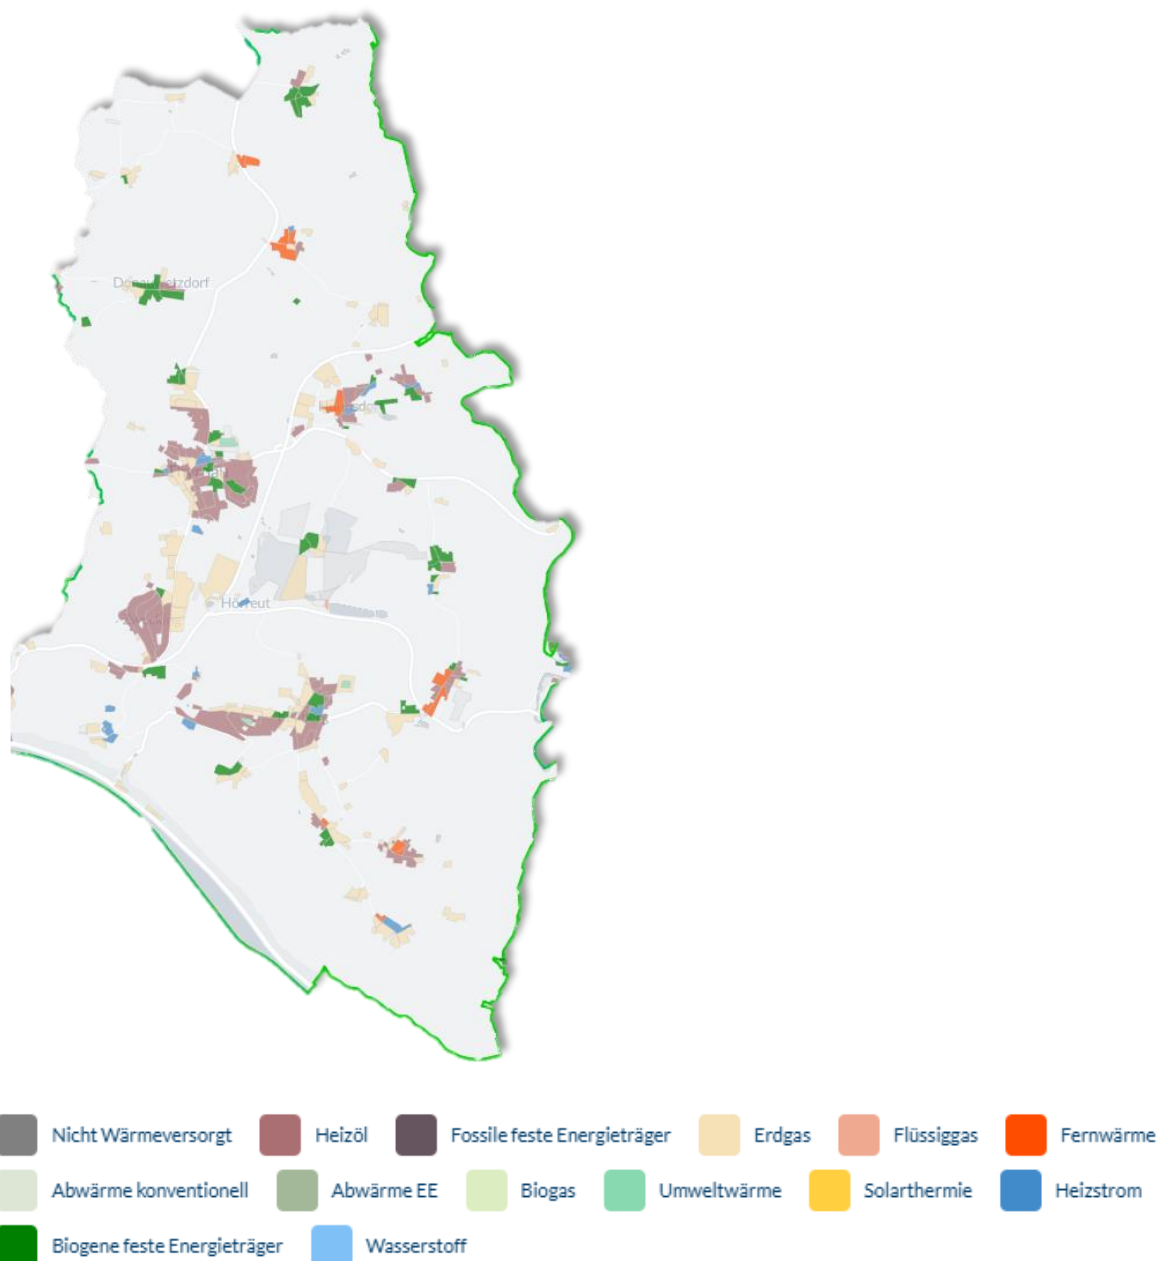 Hörreut
Nicht Wärmeversorgt
Heizöl
Fossile feste Energieträger
Erdgas
Flüssiggas
Fernwärme
Abwärme konventionell
Abwärme EE
Biogas
Umweltwärme
Solarthermie
Heizstrom
Biogene feste Energieträger
Wasserstoff